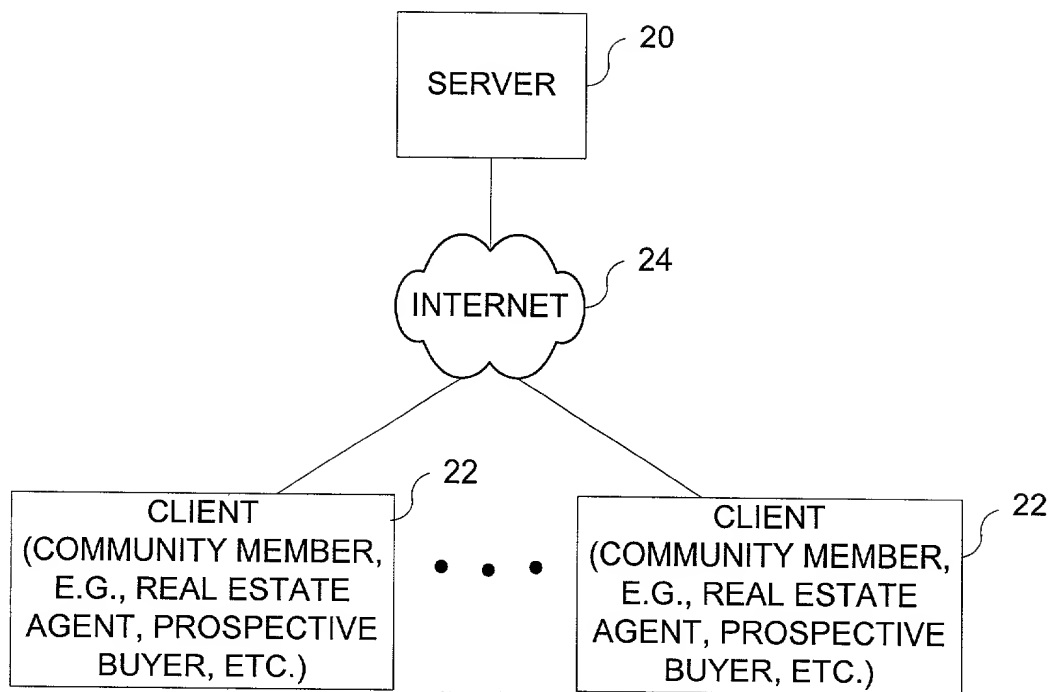 20
SERVER
24
INTERNET
22
CLIENT
(COMMUNITY MEMBER,
E.G., REAL ESTATE
AGENT, PROSPECTIVE
BUYER, ETC.)
22
CLIENT
(COMMUNITY MEMBER,
E.G., REAL ESTATE
AGENT, PROSPECTIVE
BUYER, ETC.)